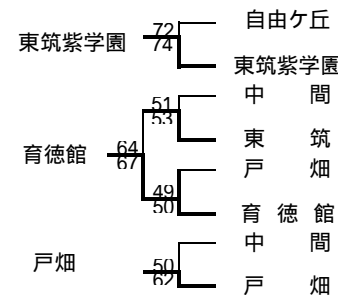 72 自由ケ丘
東筑紫学園 74
東筑紫学園
51 中 間
53
東 筑
育徳館 64
67
戸 畑
49
50
育 徳 館
中 間
戸畑 50
62
戸 畑